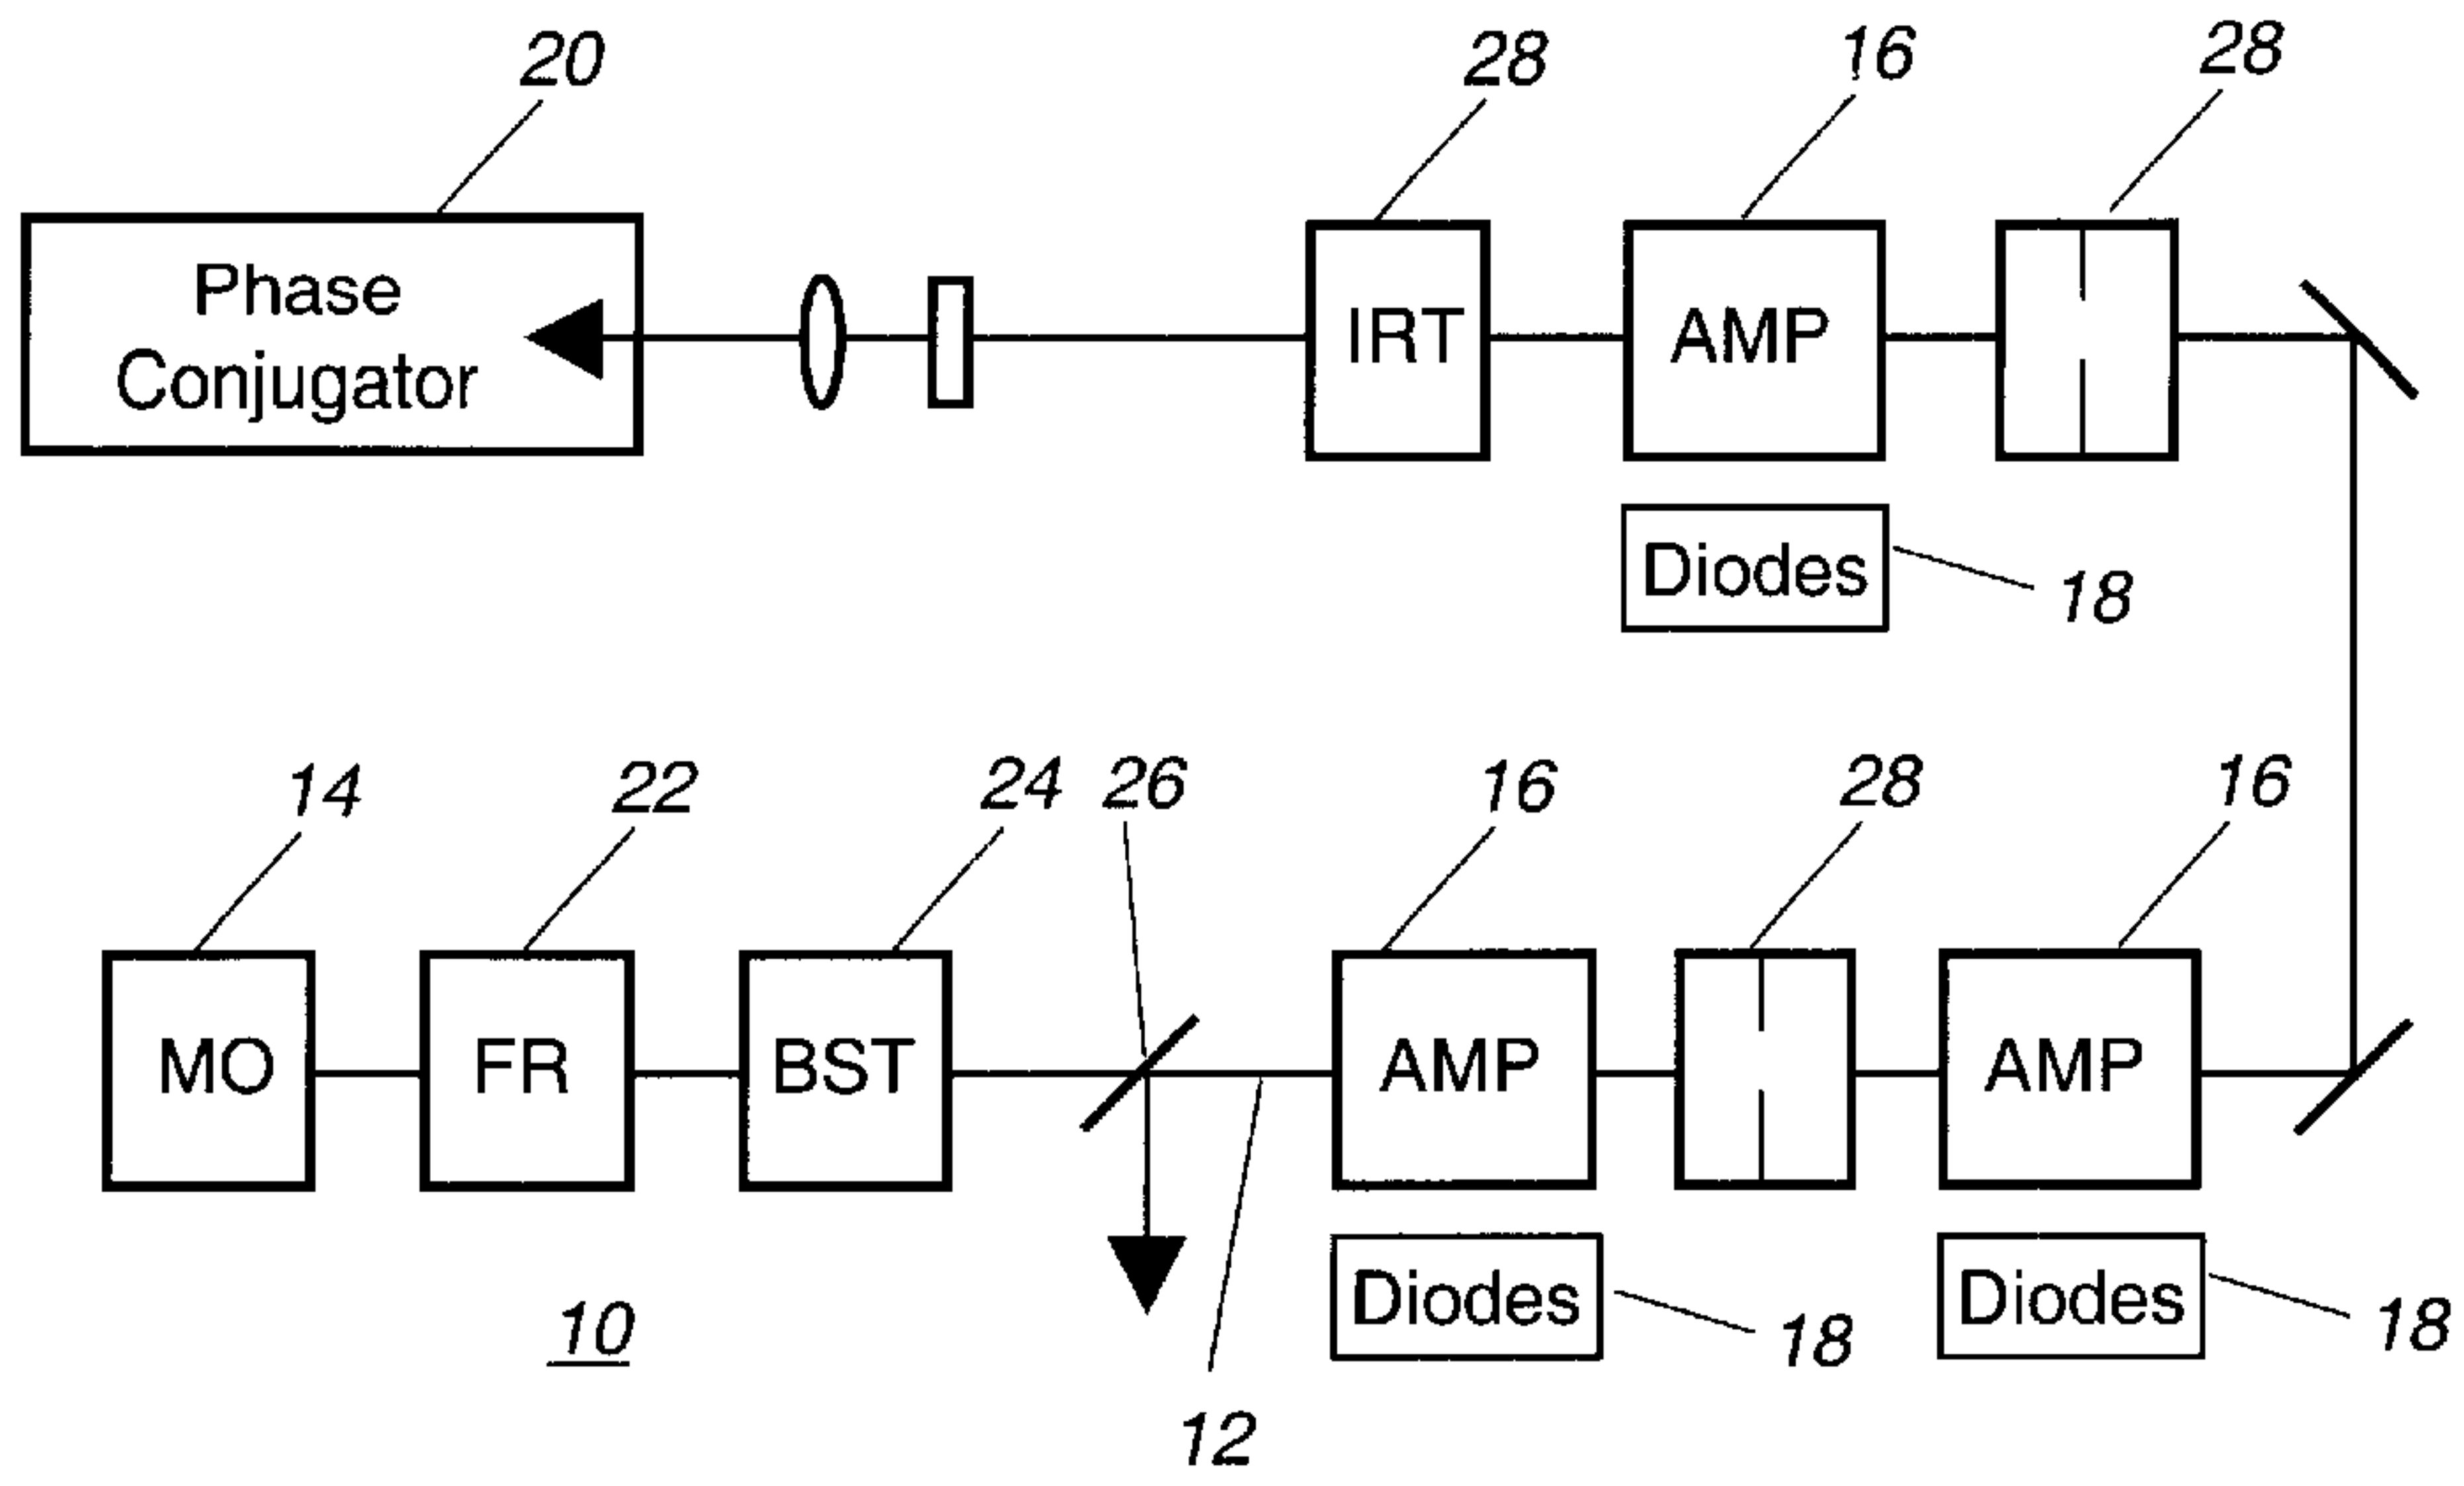 20
28
16
28
Phase
Conjugator
IRT
AMP
Diodes
18
14
22
24
26
16
28
16
MO
FR
BST
AMP
AMP
Diodes
Diodes
10
18
18
12